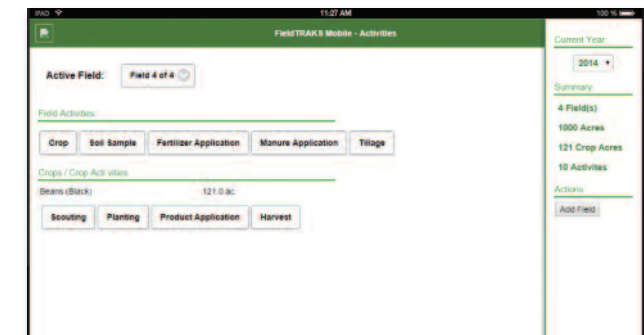 IPAD 11:27 AM 100 %
FieldTRAKS Mobile - Activities
Active Field: Field 4 of 4
Field Activities
Crop Soil Sample Fertilizer Application Manure Application Tillage
Crops / Crop Activities
Beans (Black) 121.0 ac
Scouting Planting Product Application Harvest
Current Year:
2014
Summary
4 Field(s)
1000 Acres
121 Crop Acres
10 Activites
Actions
Add Field